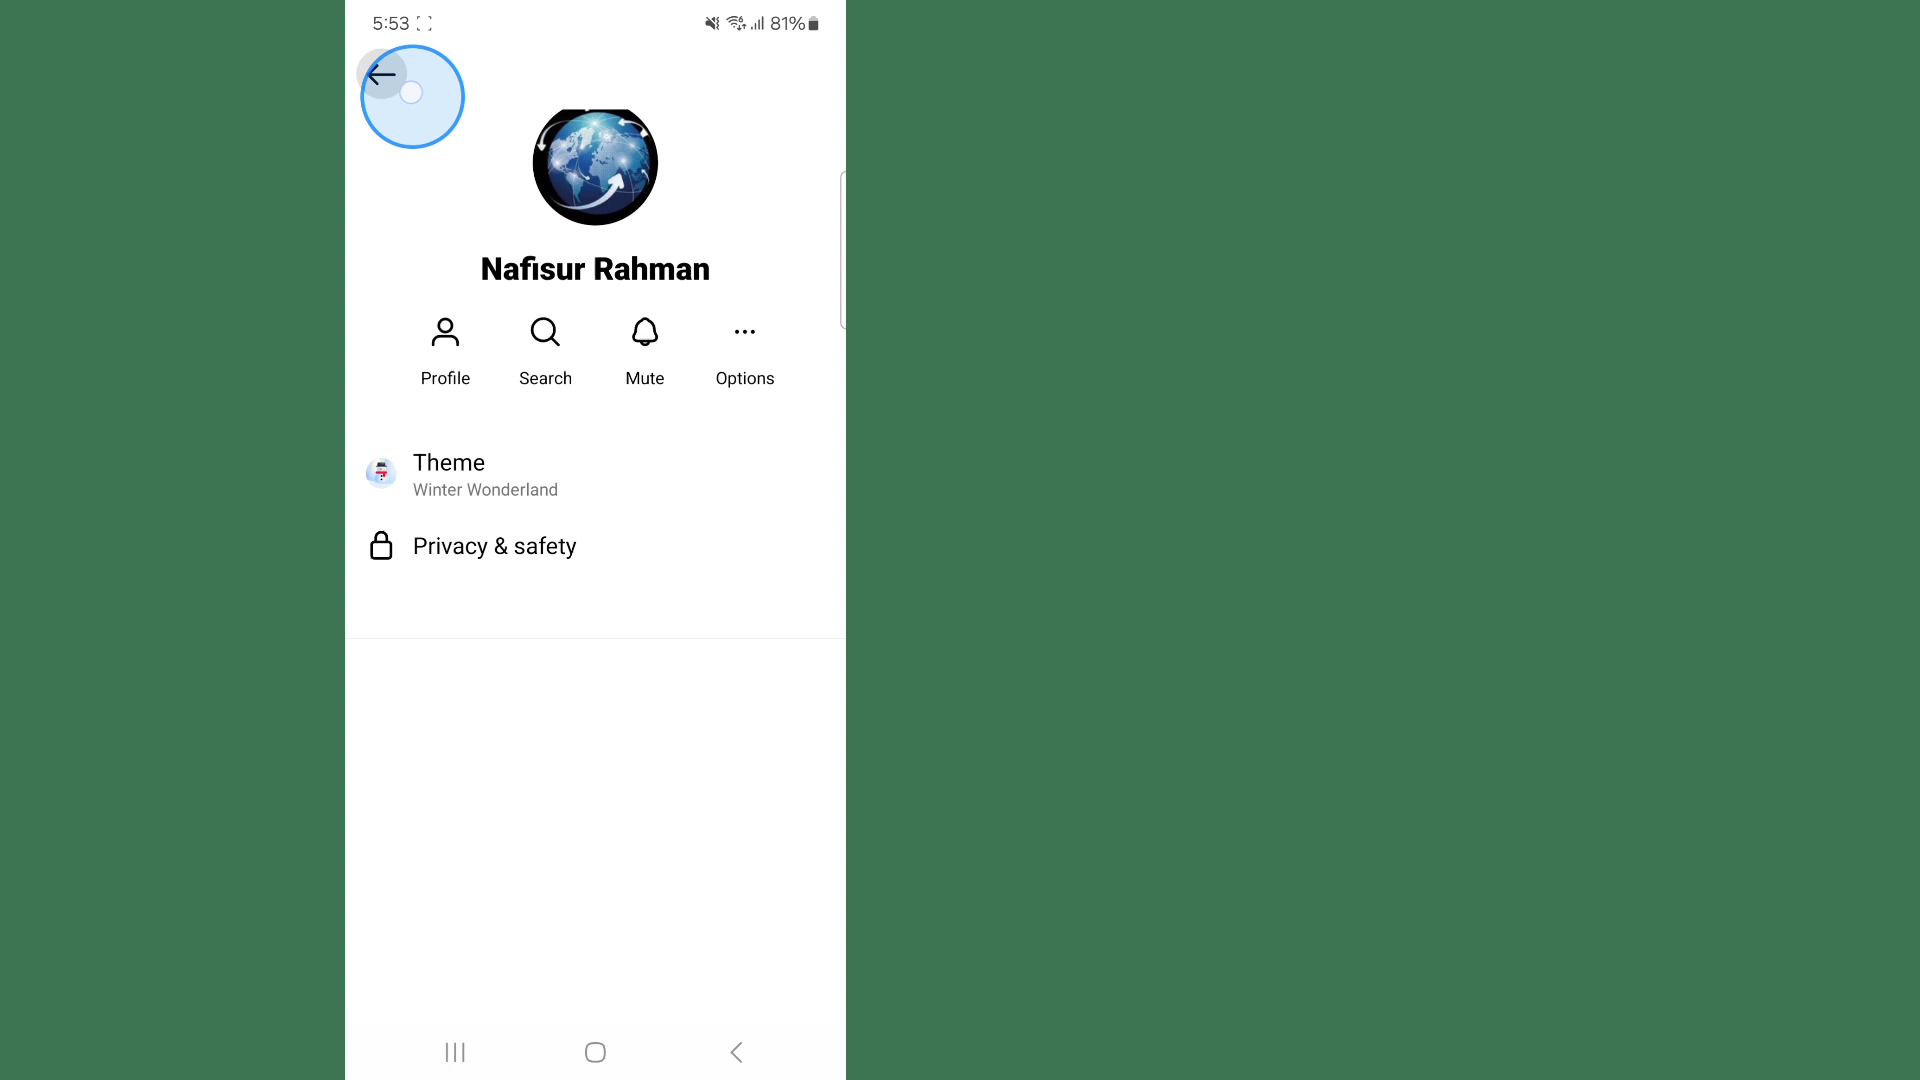 5:53
81%
Nafisur Rahman
Profile Search Mute Options
Theme
Winter Wonderland
Privacy & safety